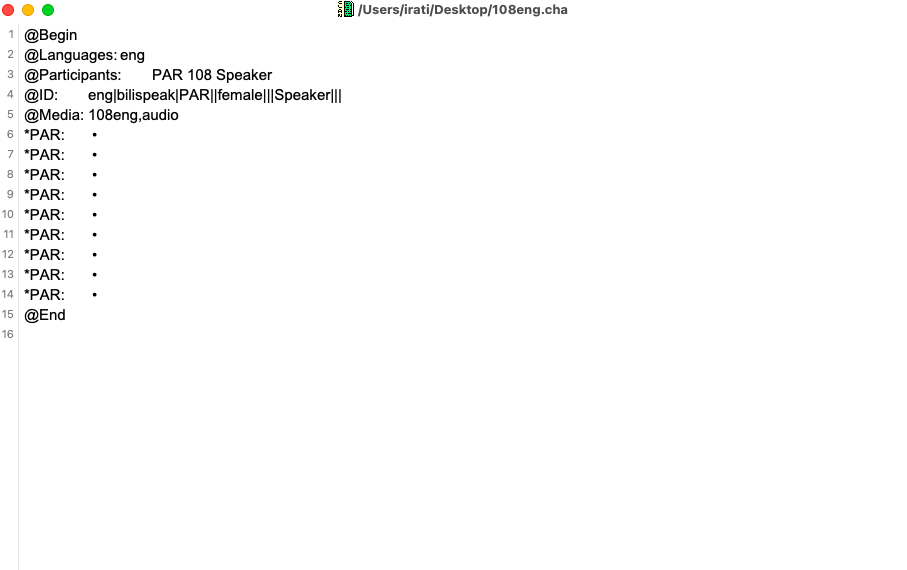 /Users/irati/Desktop/108eng.cha
1 @Begin
2 @Languages: eng
3 @Participants: PAR 108 Speaker
4 @ID: eng|bilispeak|PAR||female|||Speaker|||
5 @Media: 108eng,audio
6 *PAR: •
7 *PAR: •
8 *PAR: •
9 *PAR: •
10 *PAR: •
11 *PAR: •
12 *PAR: •
13 *PAR: •
14 *PAR: •
15 @End
16